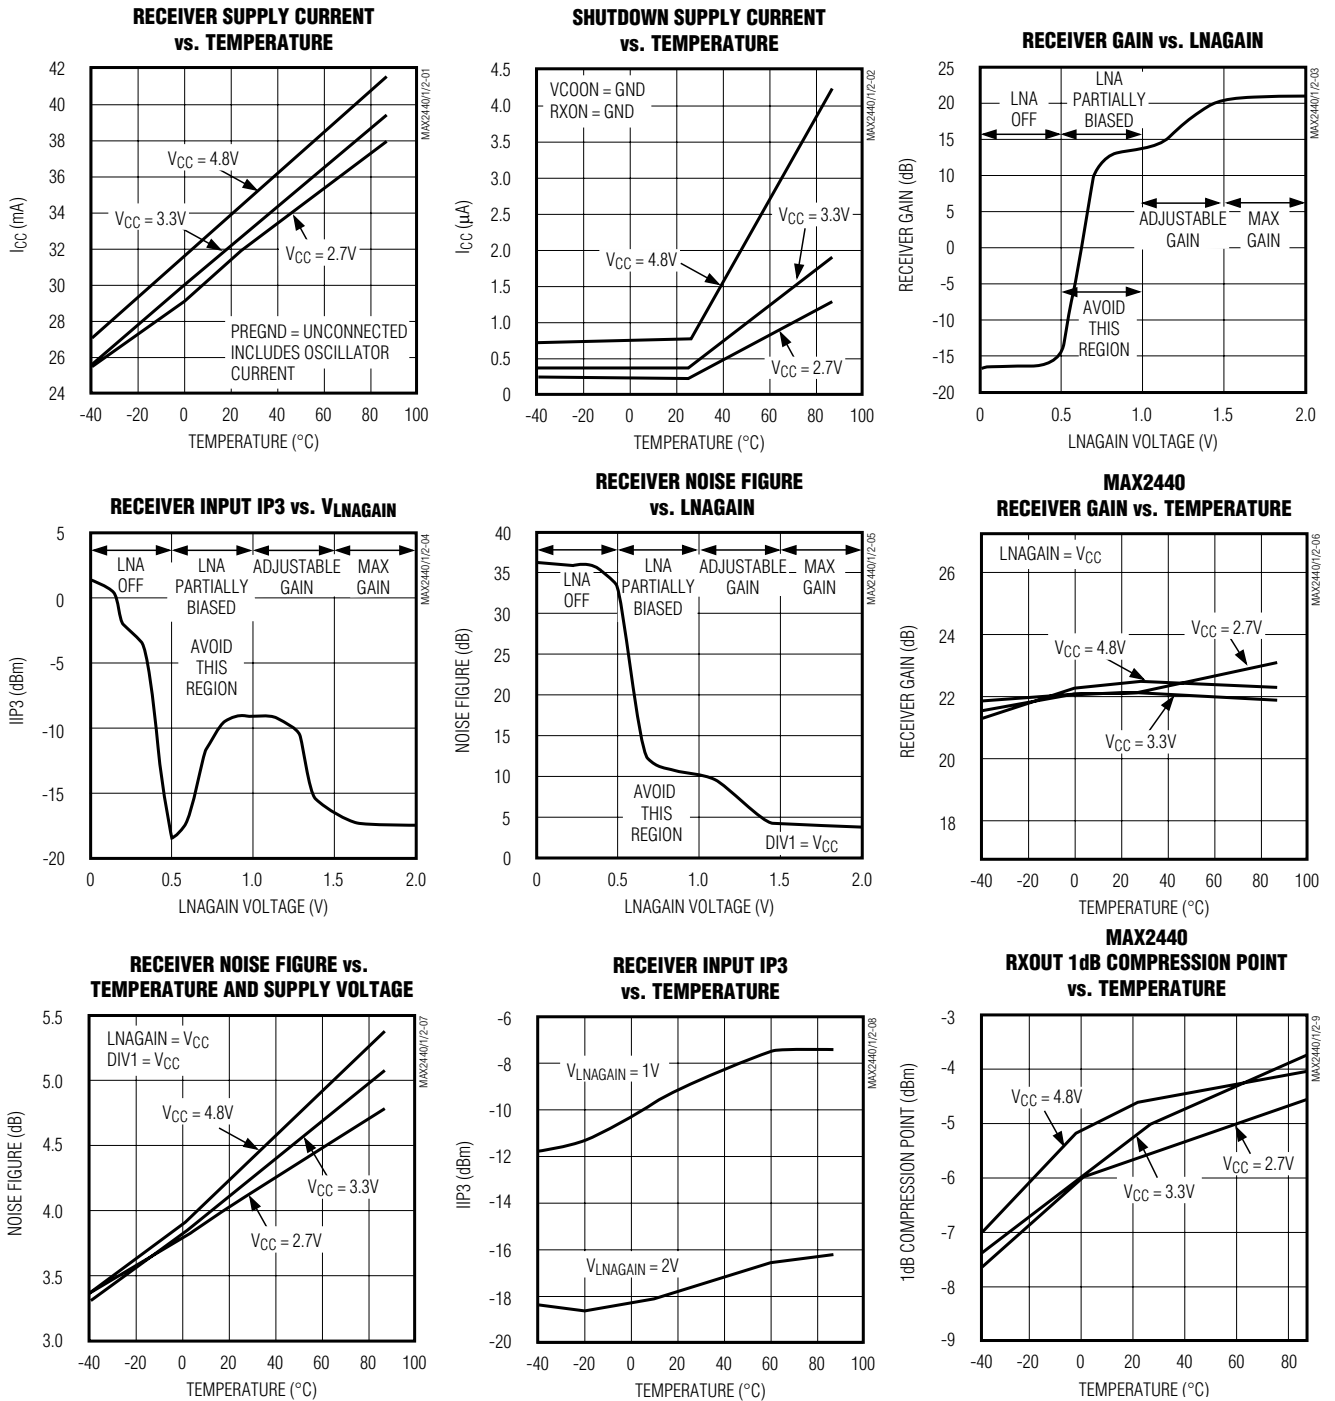 RECEIVER SUPPLY CURRENT
vs. TEMPERATURE
MAX2440/1/2-01
42
40
38
36
34
32
30
28
26
24
ICC (mA)
VCC = 4.8V
VCC = 3.3V
VCC = 2.7V
PREGND = UNCONNECTED
INCLUDES OSCILLATOR
CURRENT
-40 -20 0 20 40 60 80 100
TEMPERATURE (°C)
SHUTDOWN SUPPLY CURRENT
vs. TEMPERATURE
MAX2440/1/2-02
4.5
4.0
3.5
3.0
2.5
2.0
1.5
1.0
0.5
0
ICC (µA)
VCOON = GND
RXON = GND
VCC = 3.3V
VCC = 4.8V
VCC = 2.7V
-40 -20 0 20 40 60 80 100
TEMPERATURE (°C)
RECEIVER GAIN vs. LNAGAIN
MAX2440/1/2-03
25
20
15
10
5
0
-5
-10
-15
-20
RECEIVER GAIN (dB)
LNA
OFF
LNA
PARTIALLY
BIASED
ADJUSTABLE
GAIN
MAX
GAIN
AVOID
THIS
REGION
0 0.5 1.0 1.5 2.0
LNAGAIN VOLTAGE (V)
RECEIVER INPUT IP3 vs. VLNAGAIN
MAX2440/1/2-04
5
0
-5
-10
-15
-20
IIP3 (dBm)
LNA
OFF
LNA
PARTIALLY
BIASED
ADJUSTABLE
GAIN
MAX
GAIN
AVOID
THIS
REGION
0 0.5 1.0 1.5 2.0
LNAGAIN VOLTAGE (V)
RECEIVER NOISE FIGURE
vs. LNAGAIN
MAX2440/1/2-05
40
35
30
25
20
15
10
5
0
NOISE FIGURE (dB)
LNA
OFF
LNA
PARTIALLY
BIASED
ADJUSTABLE
GAIN
MAX
GAIN
AVOID
THIS
REGION
DIV1 = VCC
0 0.5 1.0 1.5 2.0
LNAGAIN VOLTAGE (V)
MAX2440
RECEIVER GAIN vs. TEMPERATURE
MAX2440/1/2-06
26
24
22
20
18
RECEIVER GAIN (dB)
LNAGAIN = VCC
VCC = 2.7V
VCC = 4.8V
VCC = 3.3V
-40 -20 0 20 40 60 80 100
TEMPERATURE (°C)
RECEIVER NOISE FIGURE vs.
TEMPERATURE AND SUPPLY VOLTAGE
MAX2440/1/2-07
5.5
5.0
4.5
4.0
3.5
3.0
NOISE FIGURE (dB)
LNAGAIN = VCC
DIV1 = VCC
VCC = 4.8V
VCC = 3.3V
VCC = 2.7V
-40 -20 0 20 40 60 80 100
TEMPERATURE (°C)
RECEIVER INPUT IP3
vs. TEMPERATURE
MAX2440/1/2-08
-6
-8
-10
-12
-14
-16
-18
-20
IIP3 (dBm)
VLNAGAIN = 1V
VLNAGAIN = 2V
-40 -20 0 20 40 60 80 100
TEMPERATURE (°C)
MAX2440
RXOUT 1dB COMPRESSION POINT
vs. TEMPERATURE
MAX2440/1/2-9
-3
-4
-5
-6
-7
-8
-9
1dB COMPRESSION POINT (dBm)
VCC = 4.8V
VCC = 2.7V
VCC = 3.3V
-40 -20 0 20 40 60 80
TEMPERATURE (°C)